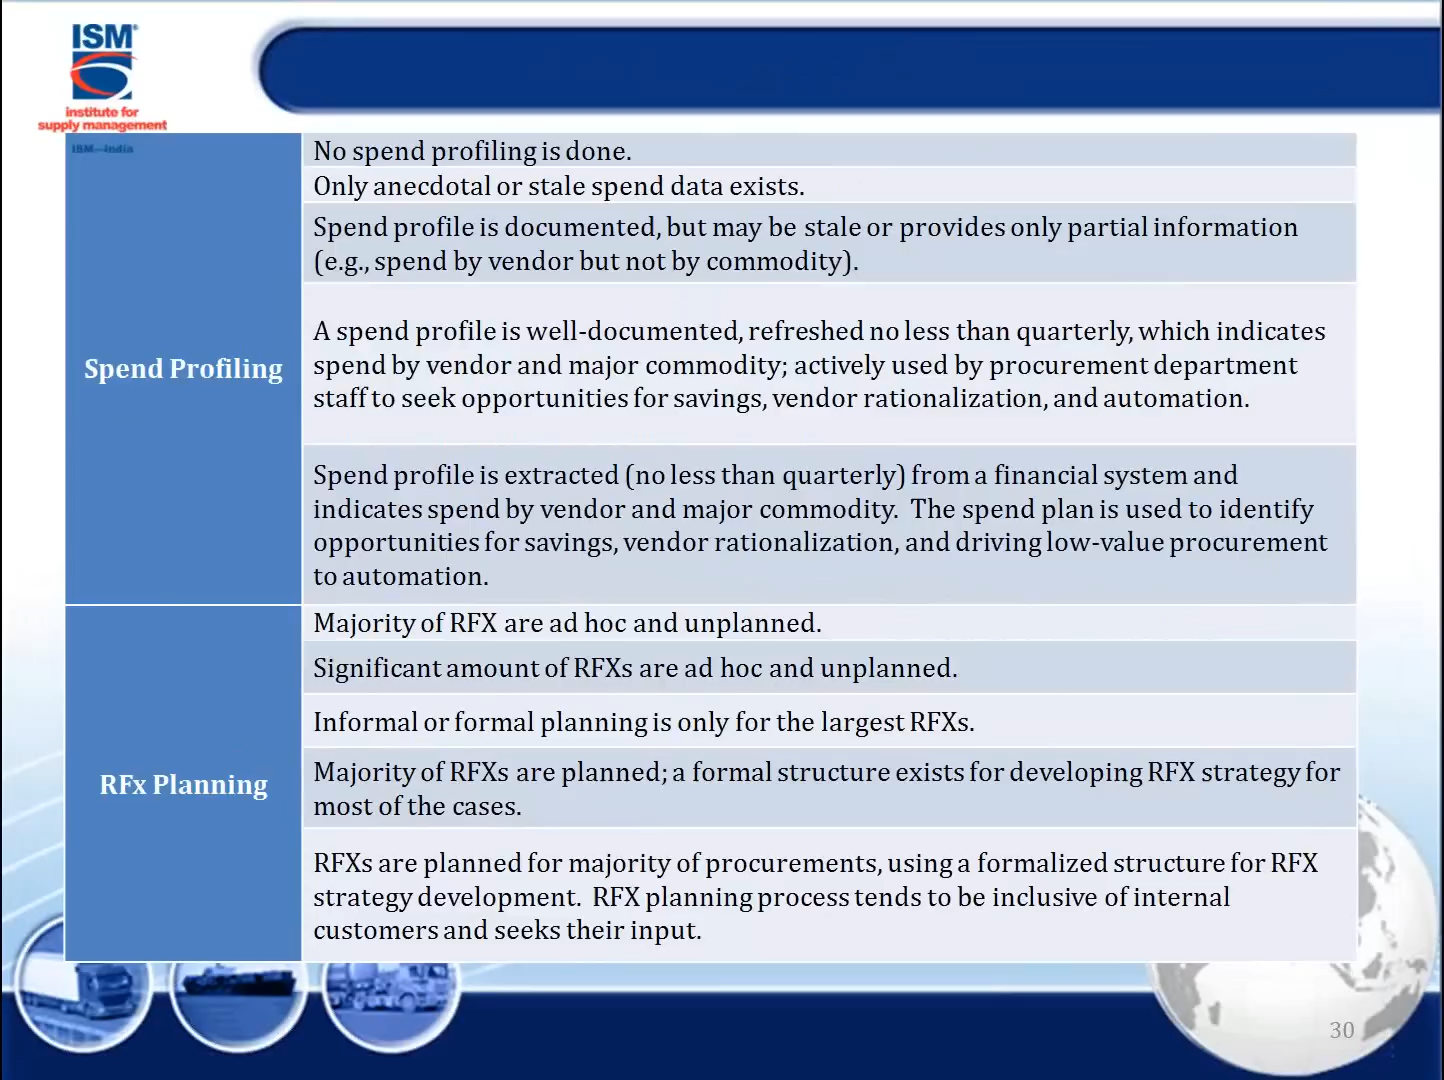 ISM®
institute for
supply management
ISM—India
Spend Profiling
No spend profiling is done.
Only anecdotal or stale spend data exists.
Spend profile is documented, but may be stale or provides only partial information
(e.g., spend by vendor but not by commodity).
A spend profile is well-documented, refreshed no less than quarterly, which indicates
spend by vendor and major commodity; actively used by procurement department
staff to seek opportunities for savings, vendor rationalization, and automation.
Spend profile is extracted (no less than quarterly) from a financial system and
indicates spend by vendor and major commodity.  The spend plan is used to identify
opportunities for savings, vendor rationalization, and driving low-value procurement
to automation.
RFx Planning
Majority of RFX are ad hoc and unplanned.
Significant amount of RFXs are ad hoc and unplanned.
Informal or formal planning is only for the largest RFXs.
Majority of RFXs are planned; a formal structure exists for developing RFX strategy for
most of the cases.
RFXs are planned for majority of procurements, using a formalized structure for RFX
strategy development.  RFX planning process tends to be inclusive of internal
customers and seeks their input.
30